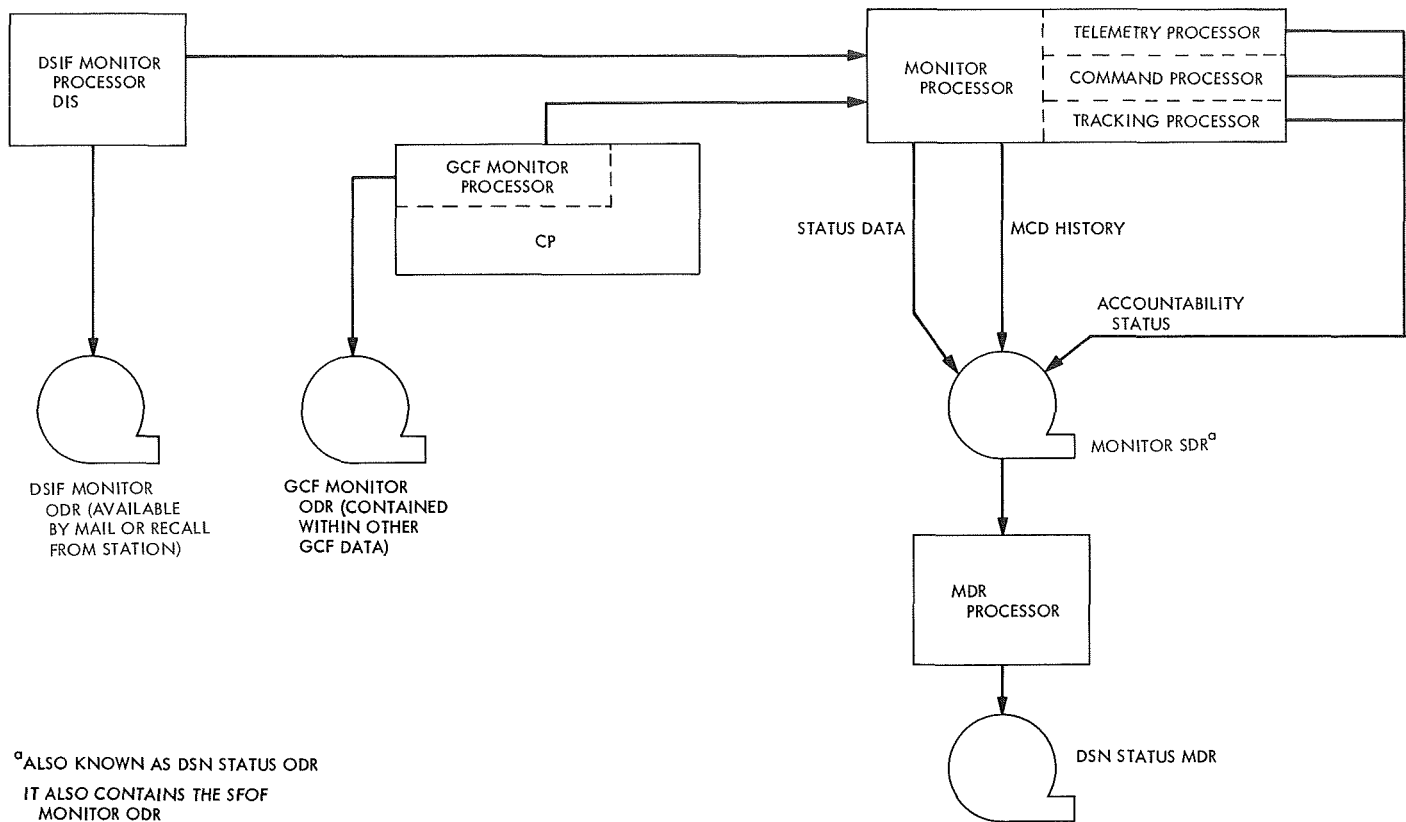 DSIF MONITOR
PROCESSOR
DIS
MONITOR
PROCESSOR
TELEMETRY PROCESSOR
COMMAND PROCESSOR
TRACKING PROCESSOR
GCF MONITOR
PROCESSOR
CP
STATUS DATA
MCD HISTORY
ACCOUNTABILITY
STATUS
MONITOR SDRa
DSIF MONITOR
ODR (AVAILABLE
BY MAIL OR RECALL
FROM STATION)
GCF MONITOR
ODR (CONTAINED
WITHIN OTHER
GCF DATA)
MDR
PROCESSOR
DSN STATUS MDR
aALSO KNOWN AS DSN STATUS ODR
IT ALSO CONTAINS THE SFOF
MONITOR ODR